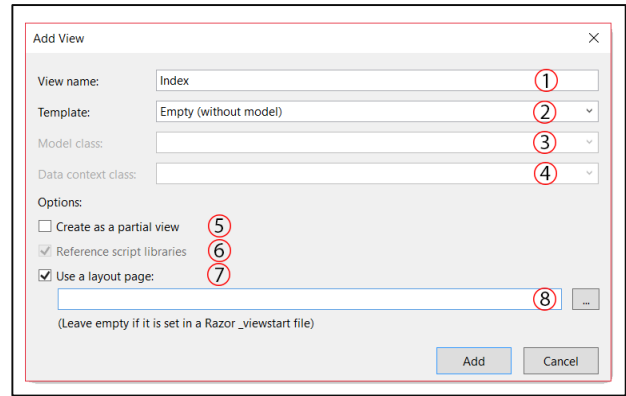 Add View
View name: Index ①
Template: Empty (without model) ②
Model class: ③
Data context class: ④
Options:
Create as a partial view ⑤
Reference script libraries ⑥
Use a layout page: ⑦
⑧ ...
(Leave empty if it is set in a Razor _viewstart file)
Add Cancel